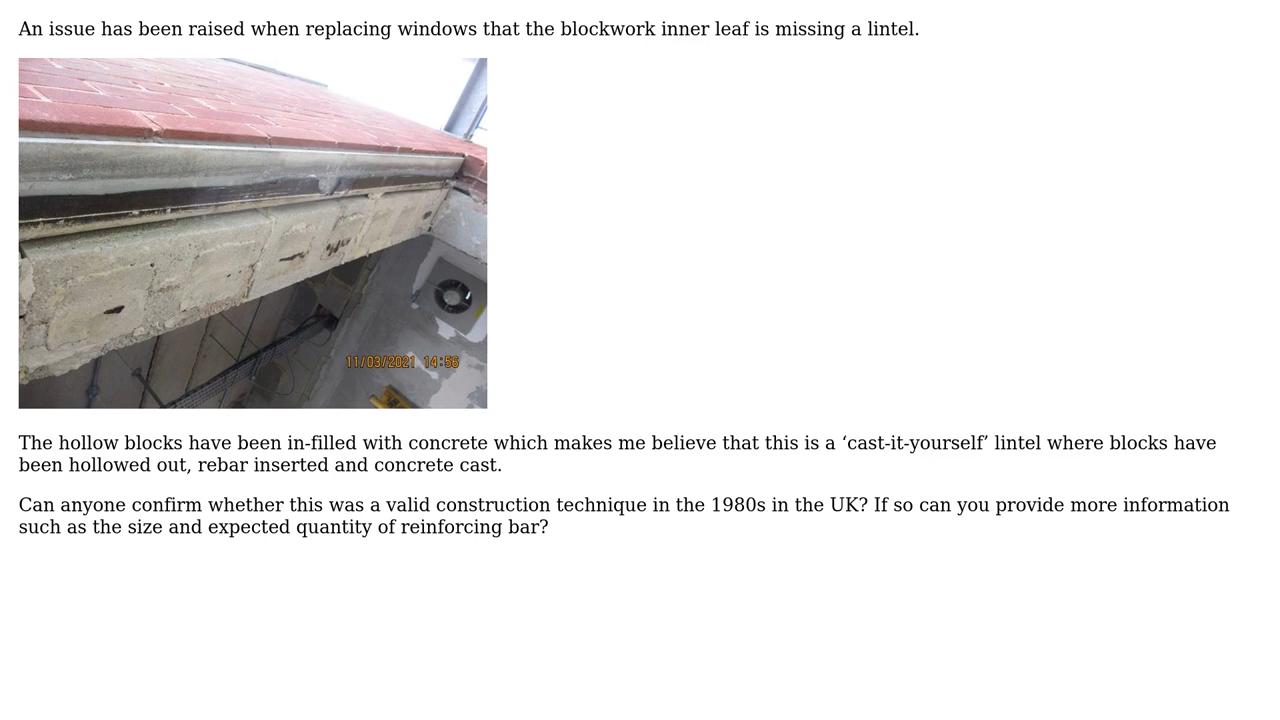 An issue has been raised when replacing windows that the blockwork inner leaf is missing a lintel.
11/03/2021 14:56
The hollow blocks have been in-filled with concrete which makes me believe that this is a ‘cast-it-yourself’ lintel where blocks have
been hollowed out, rebar inserted and concrete cast.
Can anyone confirm whether this was a valid construction technique in the 1980s in the UK? If so can you provide more information
such as the size and expected quantity of reinforcing bar?